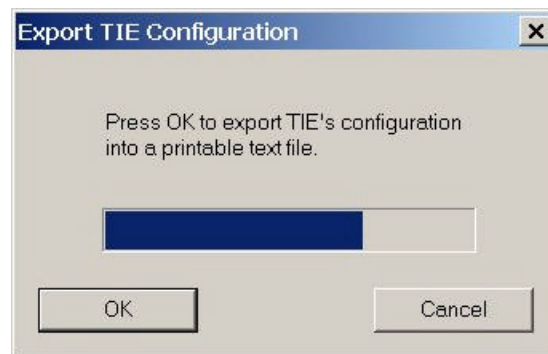 Export TIE Configuration
Press OK to export TIE's configuration
into a printable text file.
OK
Cancel